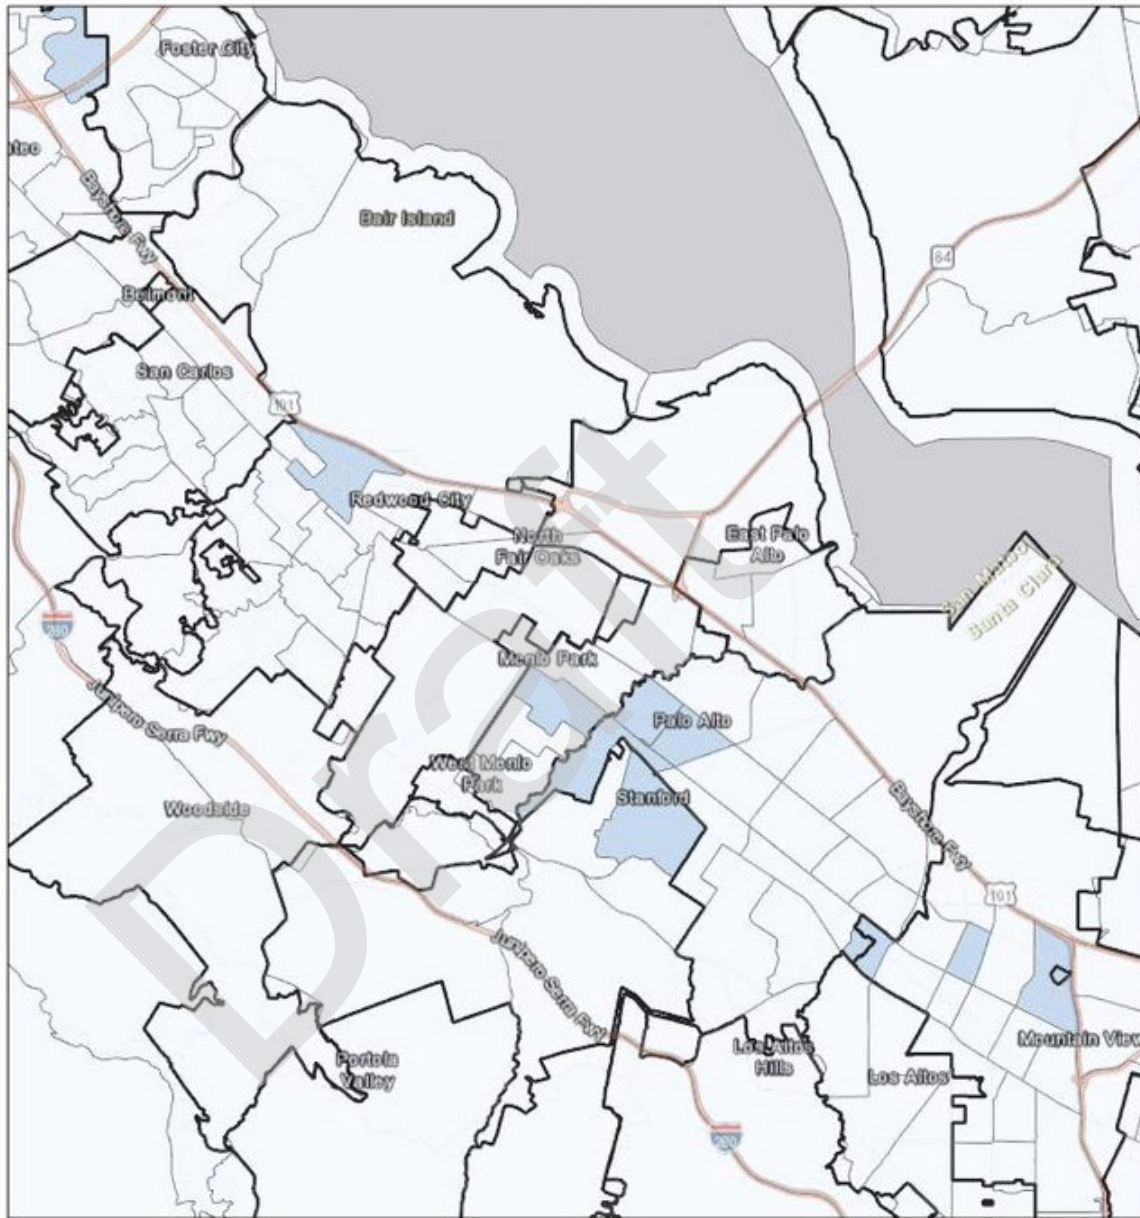 Foster City
ateo
Bayshore Fwy
Bair Island
84
Belmont
San Carlos
101
Redwood City
North
Fair Oaks
East Palo
Alto
San Mateo
Santa Clara
280
Menlo Park
Junipero Serra Fwy
Palo Alto
West Menlo
Park
Stanford
Woodside
Bayshore Fwy
101
Junipero Serra Fwy
Mountain View
Portola
Valley
Los Altos
Hills
Los Altos
280
Draft